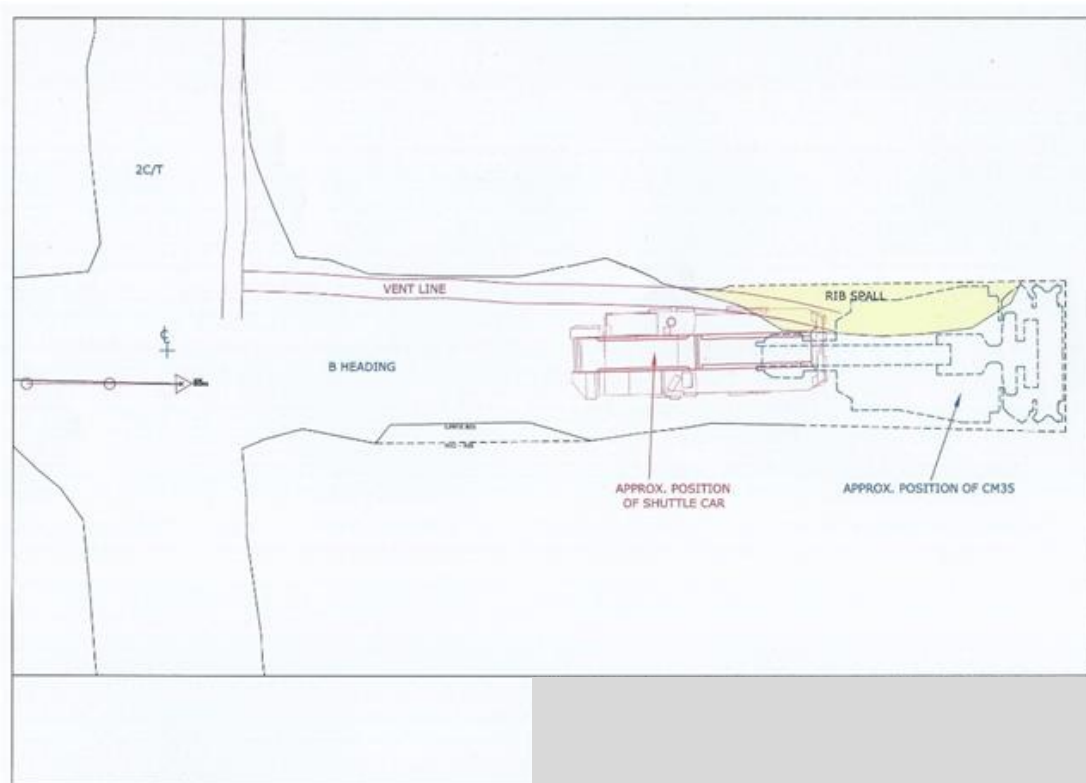 2C/T
VENT LINE
RIB SPALL
B HEADING
APPROX. POSITION
OF SHUTTLE CAR
APPROX. POSITION OF CM35